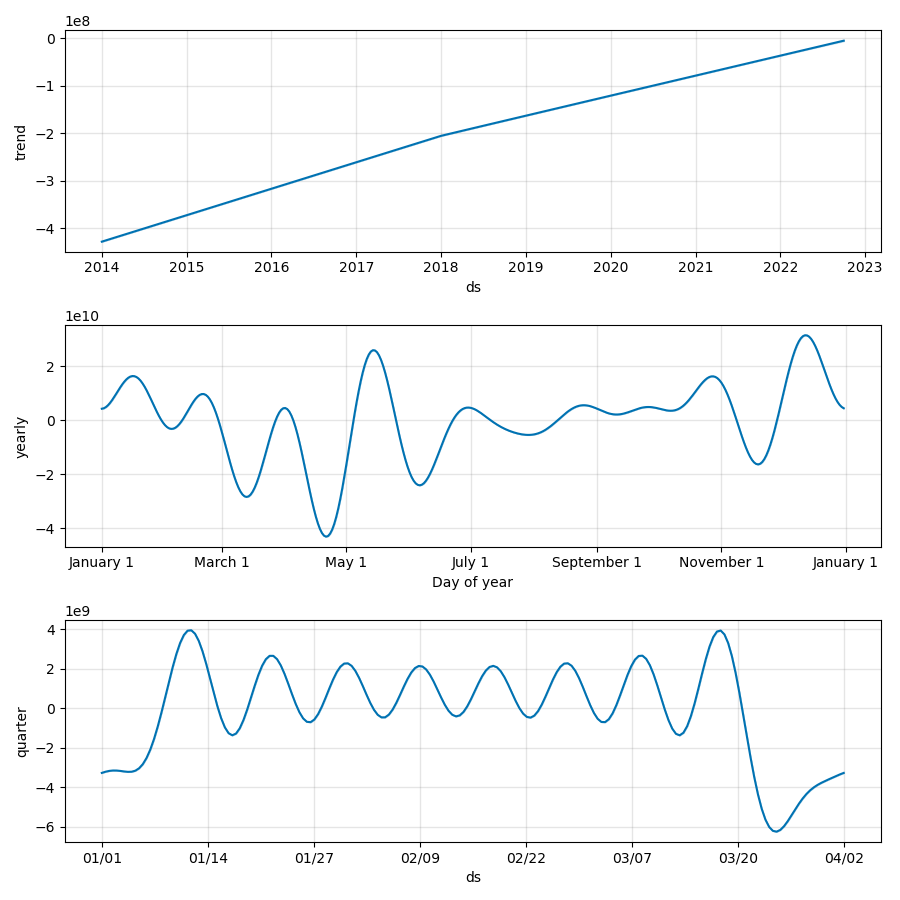 1e8
0
−1
−2
−3
−4
trend
2014 2015 2016 2017 2018 2019 2020 2021 2022 2023
ds
1e10
2
0
−2
−4
yearly
January 1 March 1 May 1 July 1 September 1 November 1 January 1
Day of year
1e9
4
2
0
−2
−4
−6
quarter
01/01 01/14 01/27 02/09 02/22 03/07 03/20 04/02
ds